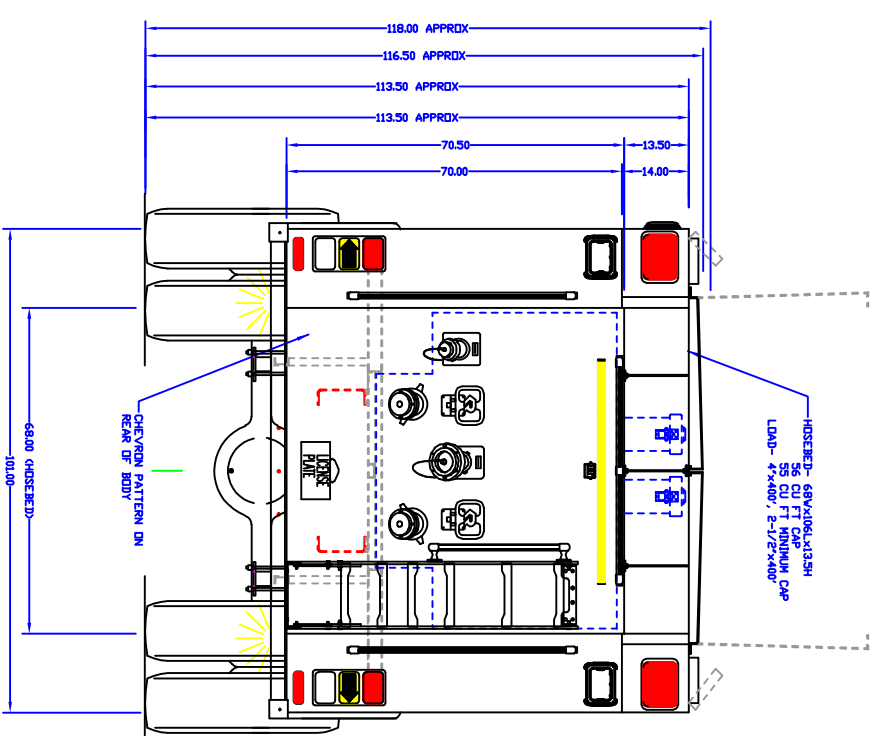 118.00 APPROX
116.50 APPROX
113.50 APPROX
113.50 APPROX
70.50
13.50
70.00
14.00
HOSEBED- 68Wx106Lx13.5H
56 CU FT CAP
55 CU FT MINIMUM CAP
LOAD- 4"x400', 2-1/2"x400'
LICENSE
PLATE
CHEVRON PATTERN ON
REAR OF BODY
68.00 (HOSEBED)
101.00